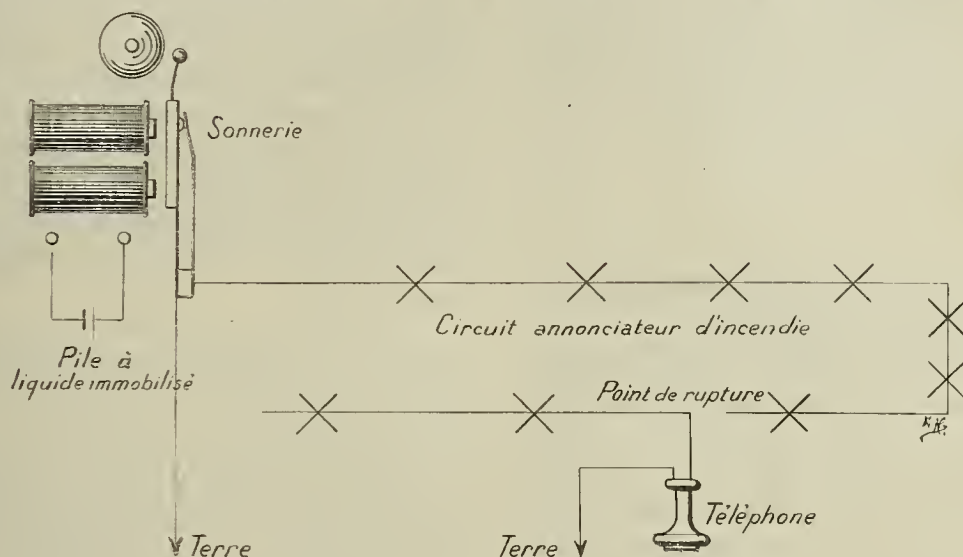 Sonnerie
Circuit annonciateur d'incendie
Pile à
liquide immobilisé
Point de rupture
Téléphone
Terre
Terre